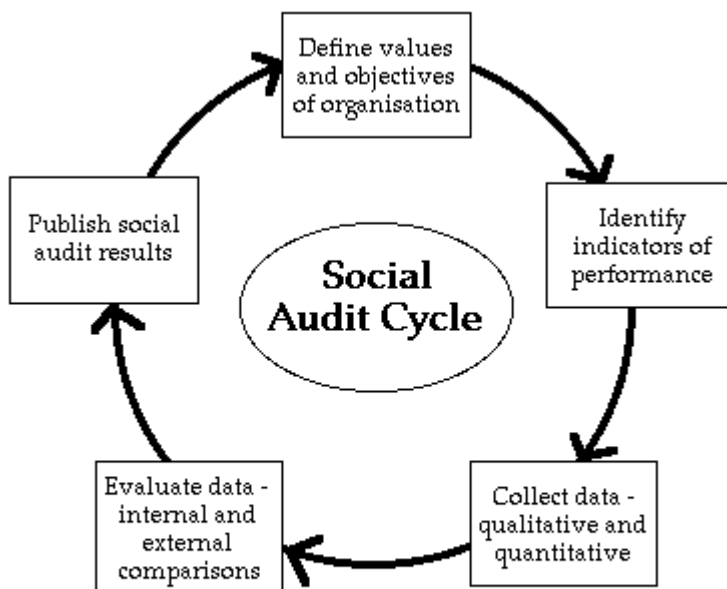 Define values
and objectives
of organisation
Identify
indicators of
performance
Collect data -
qualitative and
quantitative
Evaluate data -
internal and
external
comparisons
Publish social
audit results
Social
Audit Cycle